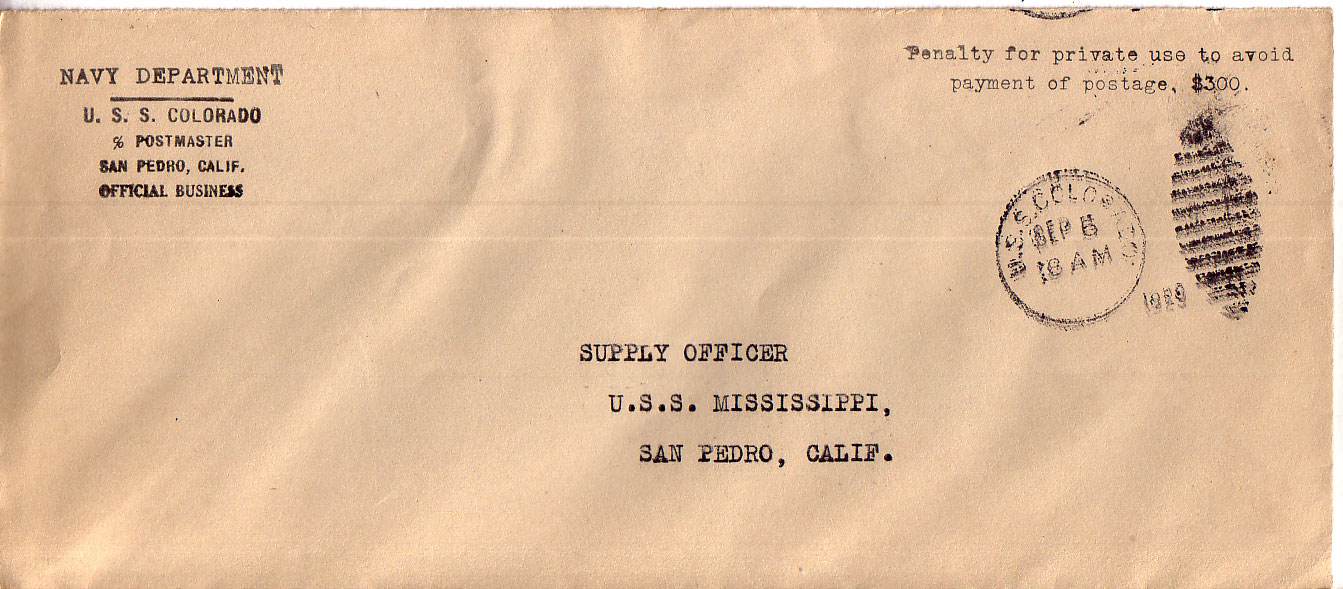 NAVY DEPARTMENT
U. S. S. COLORADO
% POSTMASTER
SAN PEDRO, CALIF.
OFFICIAL BUSINESS
Penalty for private use to avoid
payment of postage, $300.
U.S.S. COLORADO
SEP 5
AM
1929
SUPPLY OFFICER
U.S.S. MISSISSIPPI,
SAN PEDRO, CALIF.